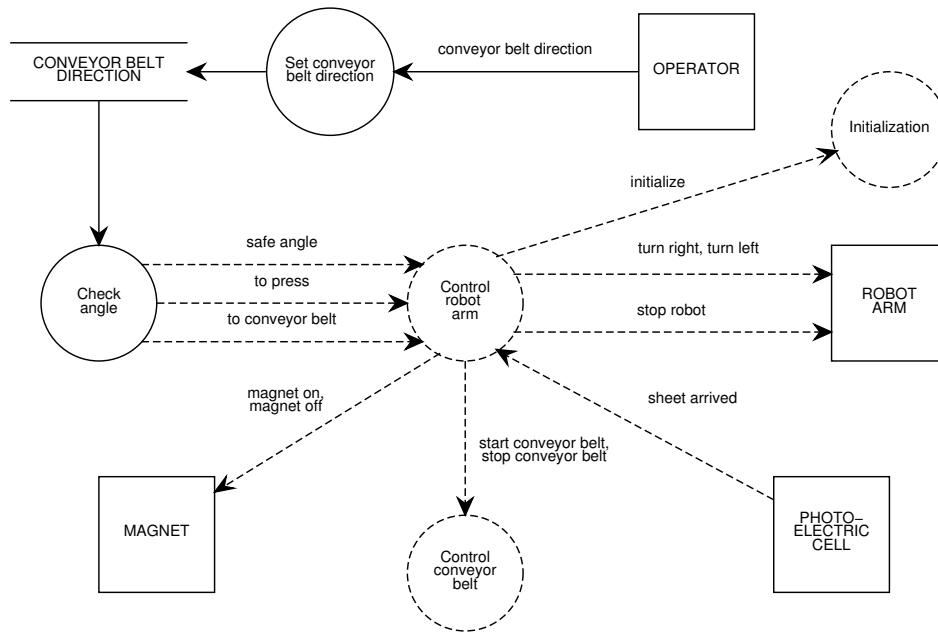 CONVEYOR BELT
DIRECTION
Set conveyor
belt direction
conveyor belt direction
OPERATOR
Initialization
initialize
safe angle
to press
to conveyor belt
Check
angle
Control
robot
arm
turn right, turn left
stop robot
ROBOT
ARM
magnet on,
magnet off
start conveyor belt,
stop conveyor belt
sheet arrived
MAGNET
Control
conveyor
belt
PHOTO−
ELECTRIC
CELL